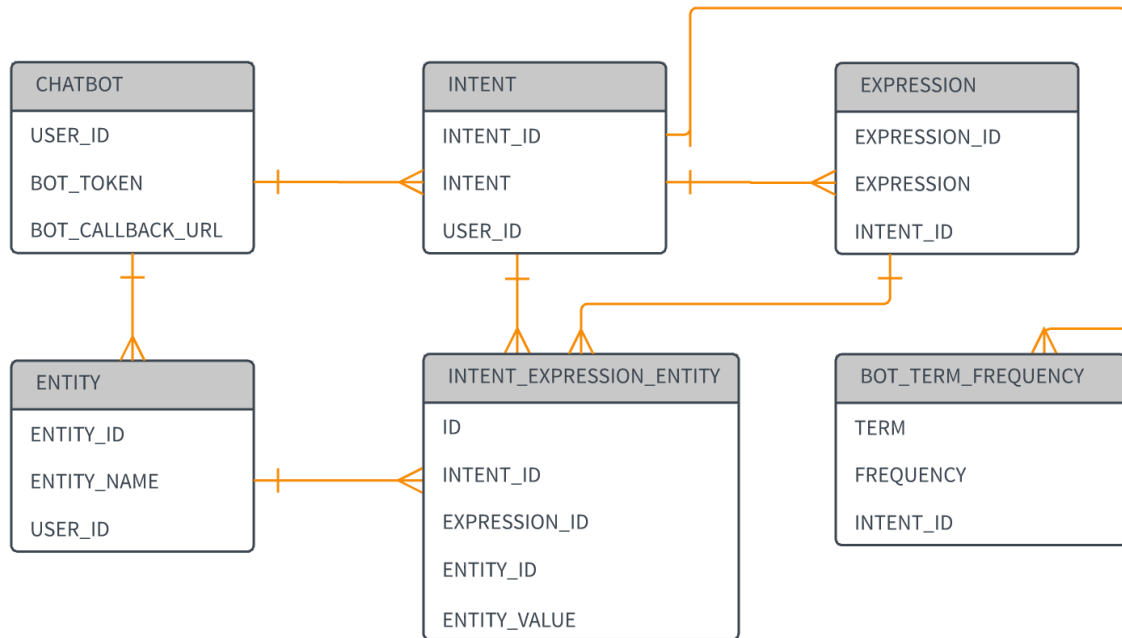 CHATBOT
USER_ID
BOT_TOKEN
BOT_CALLBACK_URL
INTENT
INTENT_ID
INTENT
USER_ID
EXPRESSION
EXPRESSION_ID
EXPRESSION
INTENT_ID
ENTITY
ENTITY_ID
ENTITY_NAME
USER_ID
INTENT_EXPRESSION_ENTITY
ID
INTENT_ID
EXPRESSION_ID
ENTITY_ID
ENTITY_VALUE
BOT_TERM_FREQUENCY
TERM
FREQUENCY
INTENT_ID